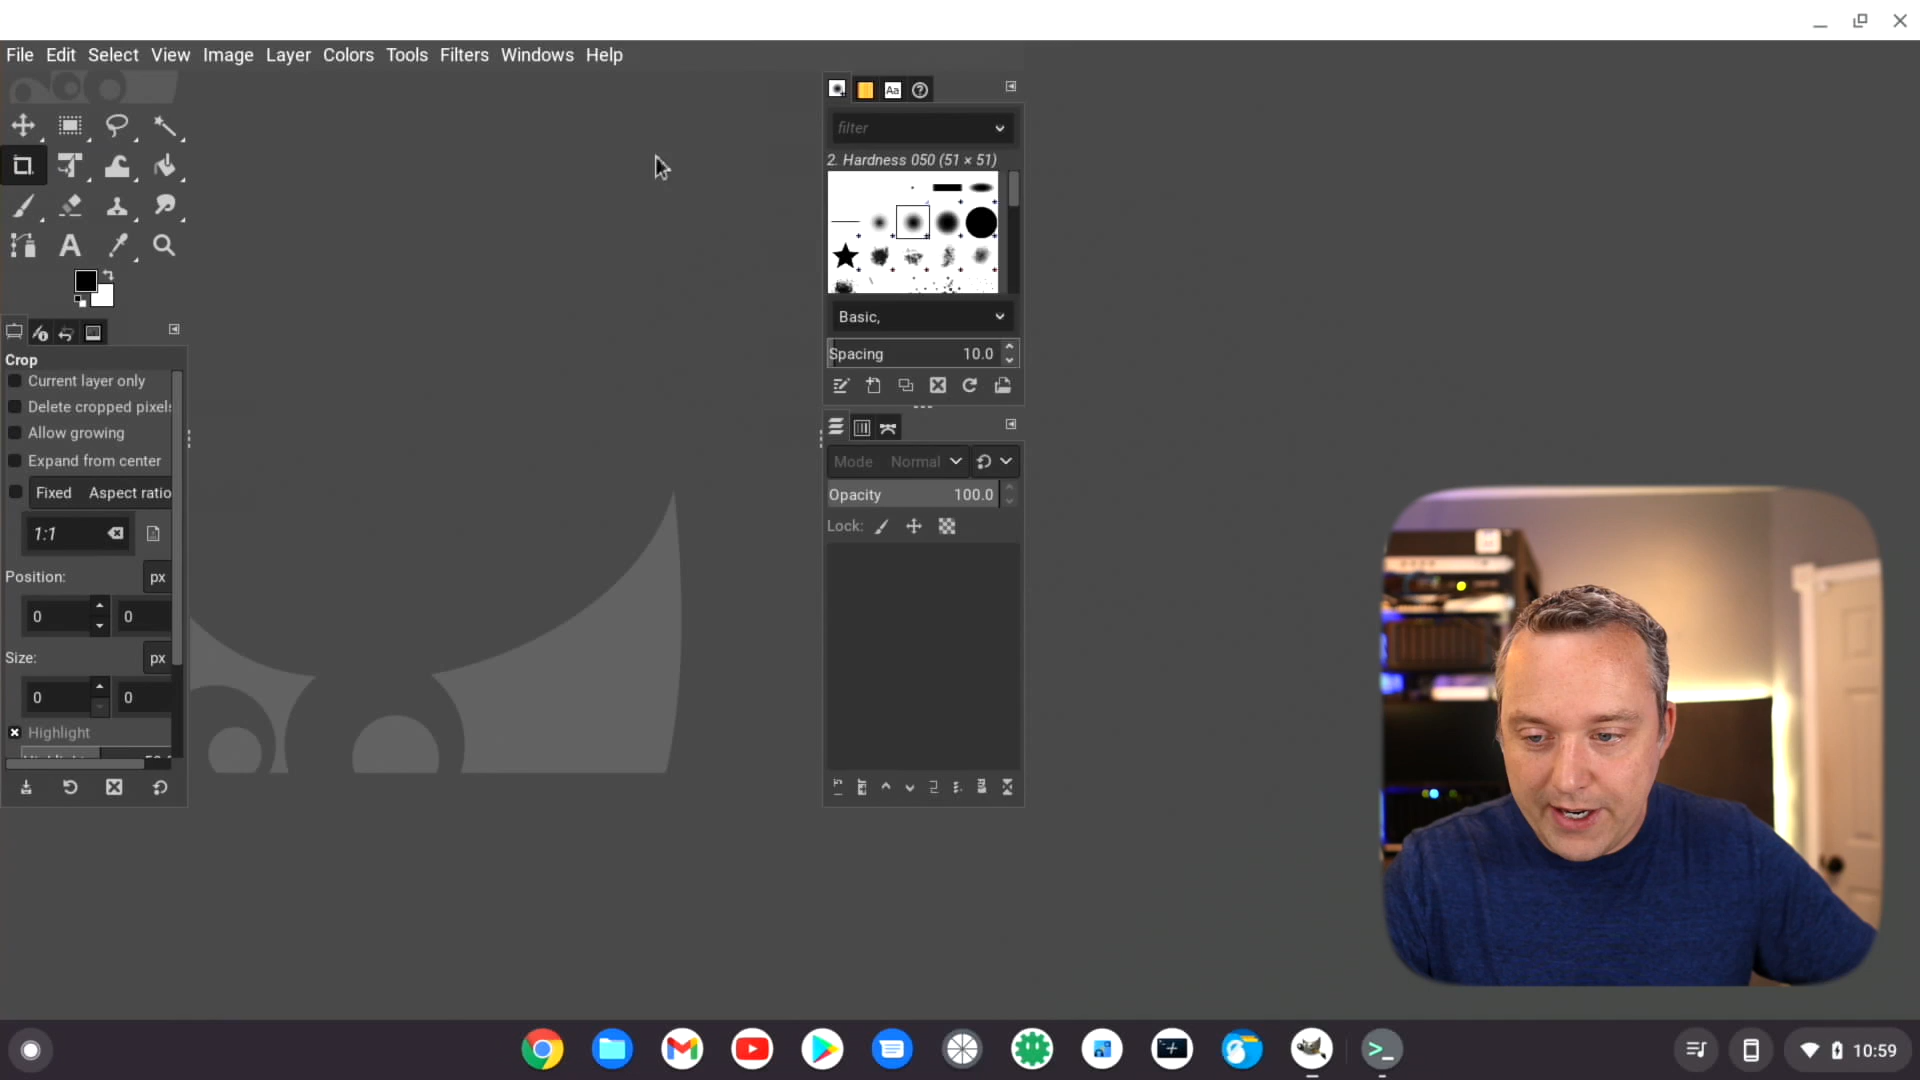 File Edit Select View Image Layer Colors Tools Filters Windows Help
Aa
filter
2. Hardness 050 (51 × 51)
Basic,
Spacing 10.0
Crop
Current layer only
Delete cropped pixels
Allow growing
Expand from center
Fixed Aspect ratio
1:1
Position: px
0 0
Size: px
0 0
Highlight
Mode Normal
Opacity 100.0
Lock:
10:59